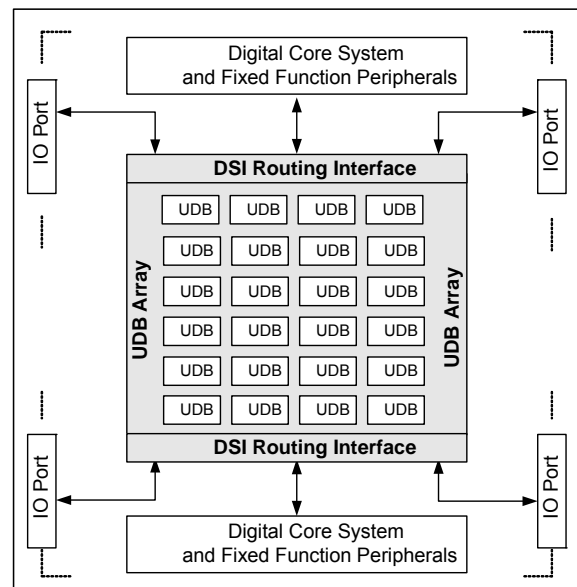 Digital Core System
and Fixed Function Peripherals
IO Port
IO Port
DSI Routing Interface
UDB UDB UDB UDB
UDB UDB UDB UDB
UDB UDB UDB UDB
UDB UDB UDB UDB
UDB UDB UDB UDB
UDB UDB UDB UDB
UDB Array
UDB Array
DSI Routing Interface
IO Port
IO Port
Digital Core System
and Fixed Function Peripherals